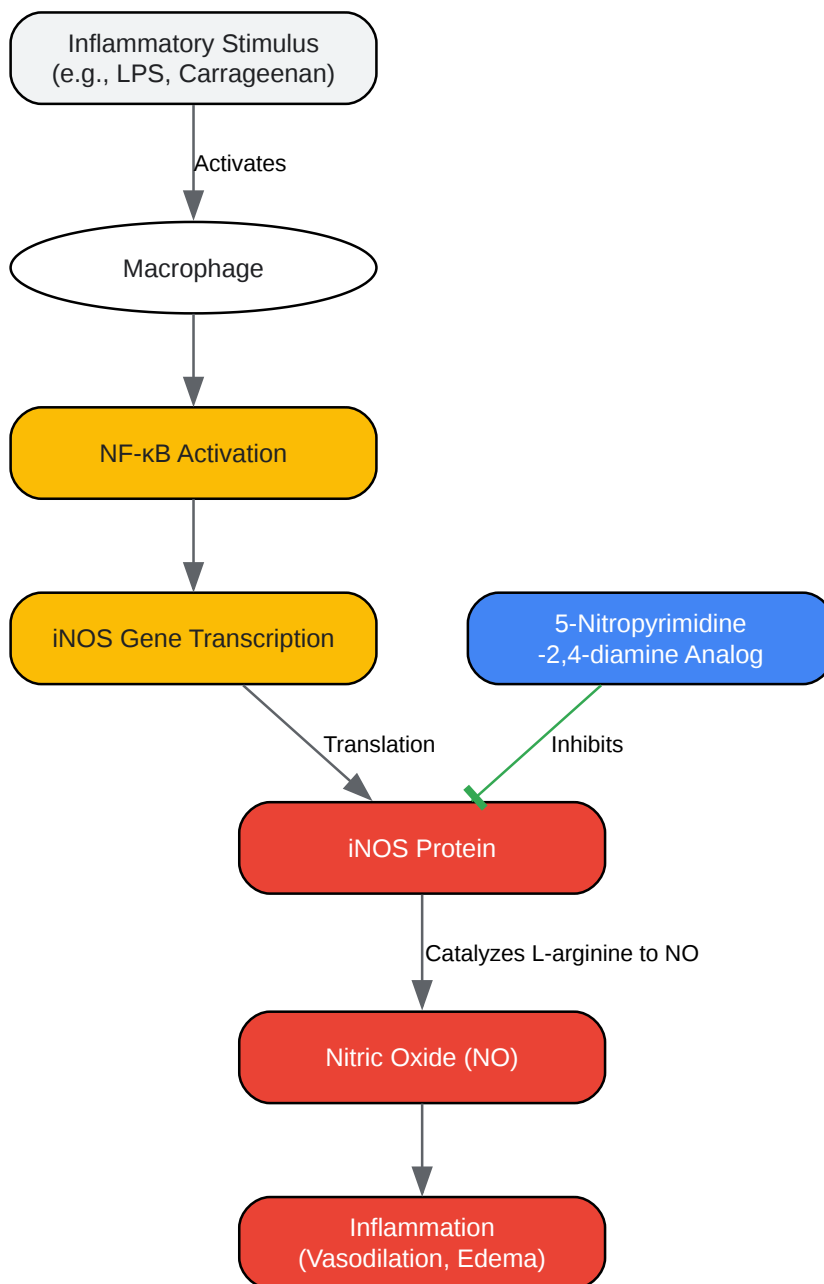 Inflammatory Stimulus
(e.g., LPS, Carrageenan)
Activates
Macrophage
NF-κB Activation
iNOS Gene Transcription
5-Nitropyrimidine
-2,4-diamine Analog
Translation
Inhibits
iNOS Protein
Catalyzes L-arginine to NO
Nitric Oxide (NO)
Inflammation
(Vasodilation, Edema)